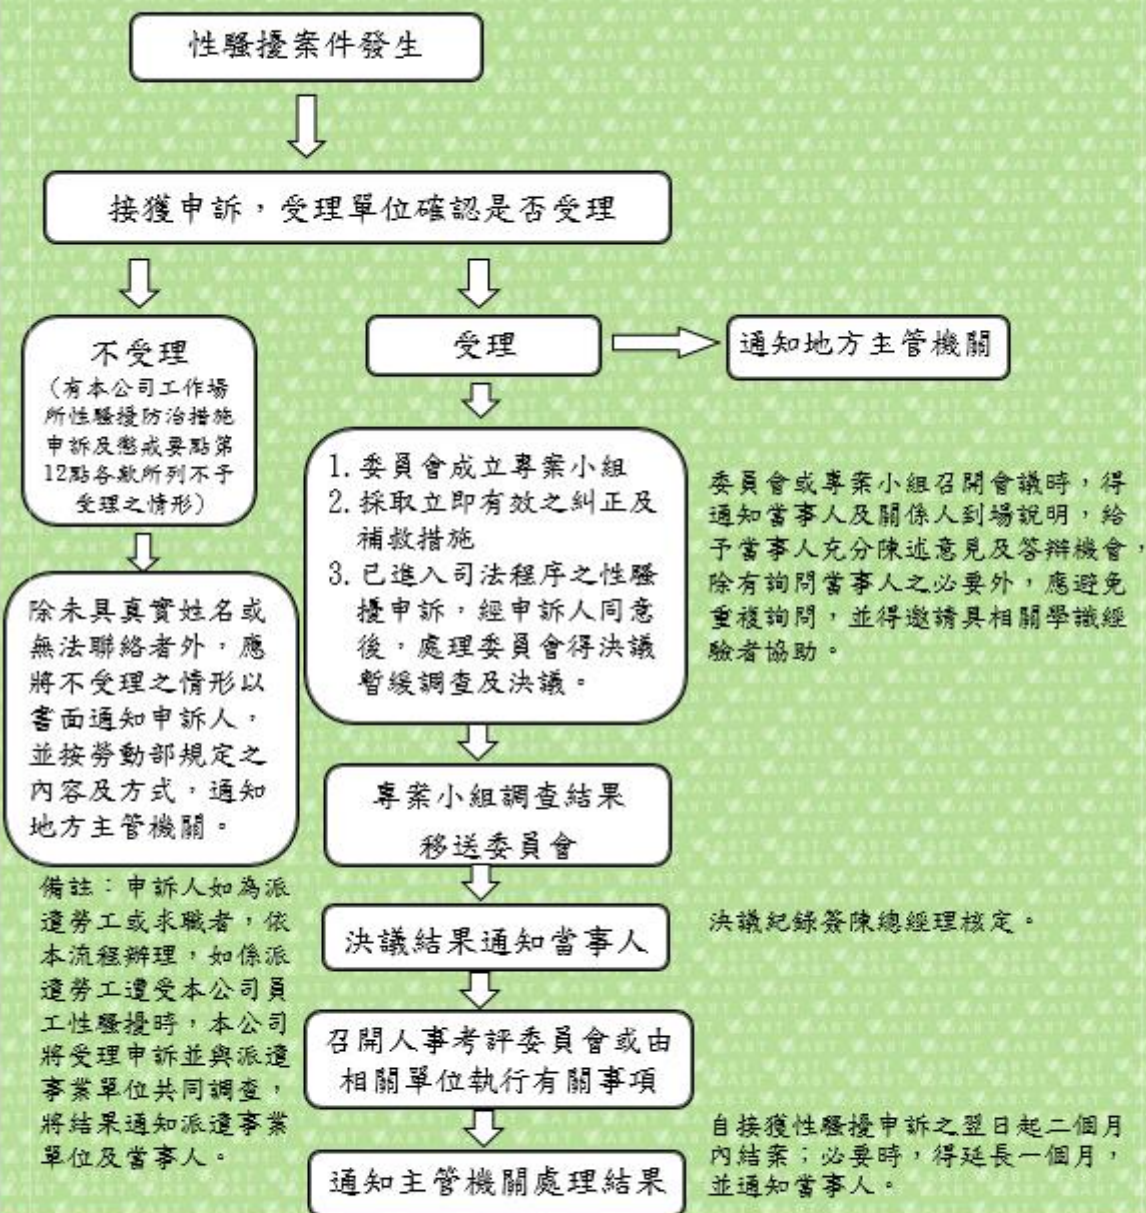 性騷擾案件發生
接獲申訴，受理單位確認是否受理
不受理
（有本公司工作場
所性騷擾防治措施
申訴及懲戒要點第
12點各款所列不予
受理之情形）
受理
通知地方主管機關
除未具真實姓名或
無法聯絡者外，應
將不受理之情形以
書面通知申訴人，
並按勞動部規定之
內容及方式，通知
地方主管機關。
備註：申訴人如為派
遣勞工或求職者，依
本流程辦理，如係派
遣勞工遭受本公司員
工性騷擾時，本公司
將受理申訴並與派遣
事業單位共同調查，
將結果通知派遣事業
單位及當事人。
1. 委員會成立專案小組
2. 採取立即有效之糾正及
補救措施
3. 已進入司法程序之性騷
擾申訴，經申訴人同意
後，處理委員會得決議
暫緩調查及決議。
委員會或專案小組召開會議時，得
通知當事人及關係人到場說明，給
予當事人充分陳述意見及答辯機會，
除有詢問當事人之必要外，應避免
重複詢問，並得邀請具相關學識經
驗者協助。
專案小組調查結果
移送委員會
決議結果通知當事人
決議紀錄簽陳總經理核定。
召開人事考評委員會或由
相關單位執行有關事項
通知主管機關處理結果
自接獲性騷擾申訴之翌日起二個月
內結案；必要時，得延長一個月，
並通知當事人。